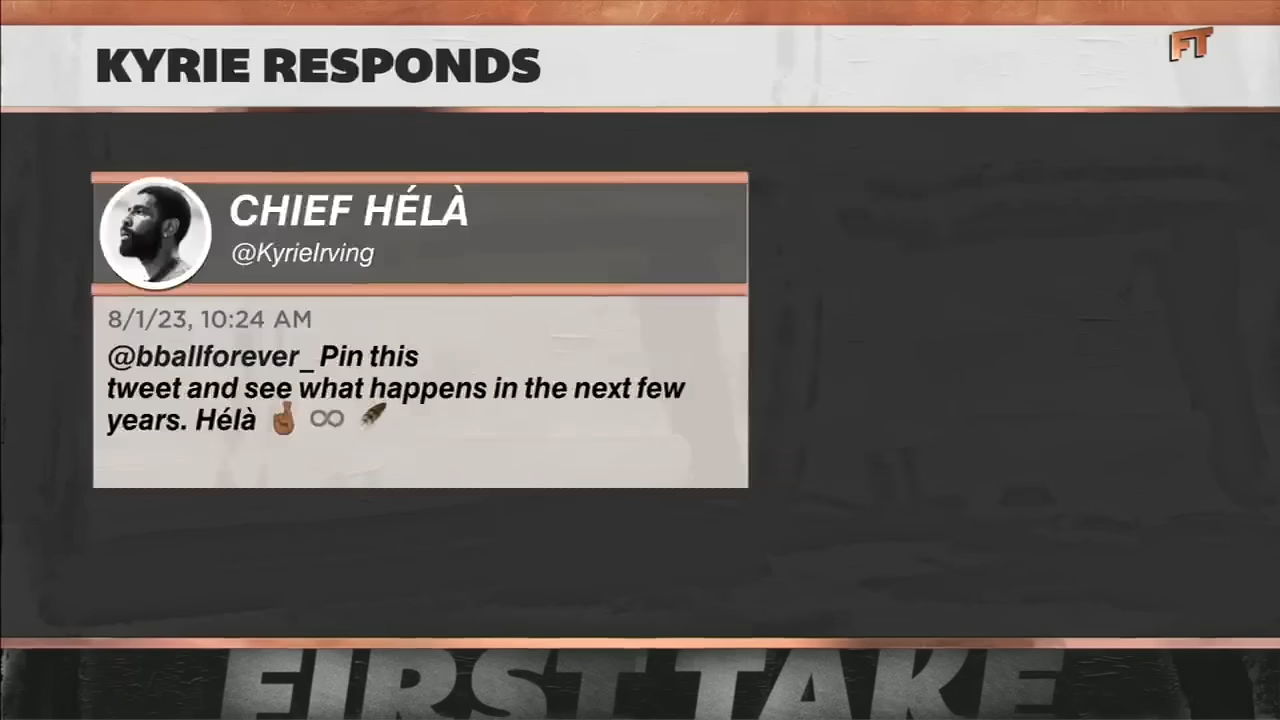 KYRIE RESPONDS
FT
CHIEF HÉLÀ
@KyrieIrving
8/1/23, 10:24 AM
@bballforever_ Pin this
tweet and see what happens in the next few
years. Hélà 🤞🏾 ♾ 🪶
FIRST TAKE